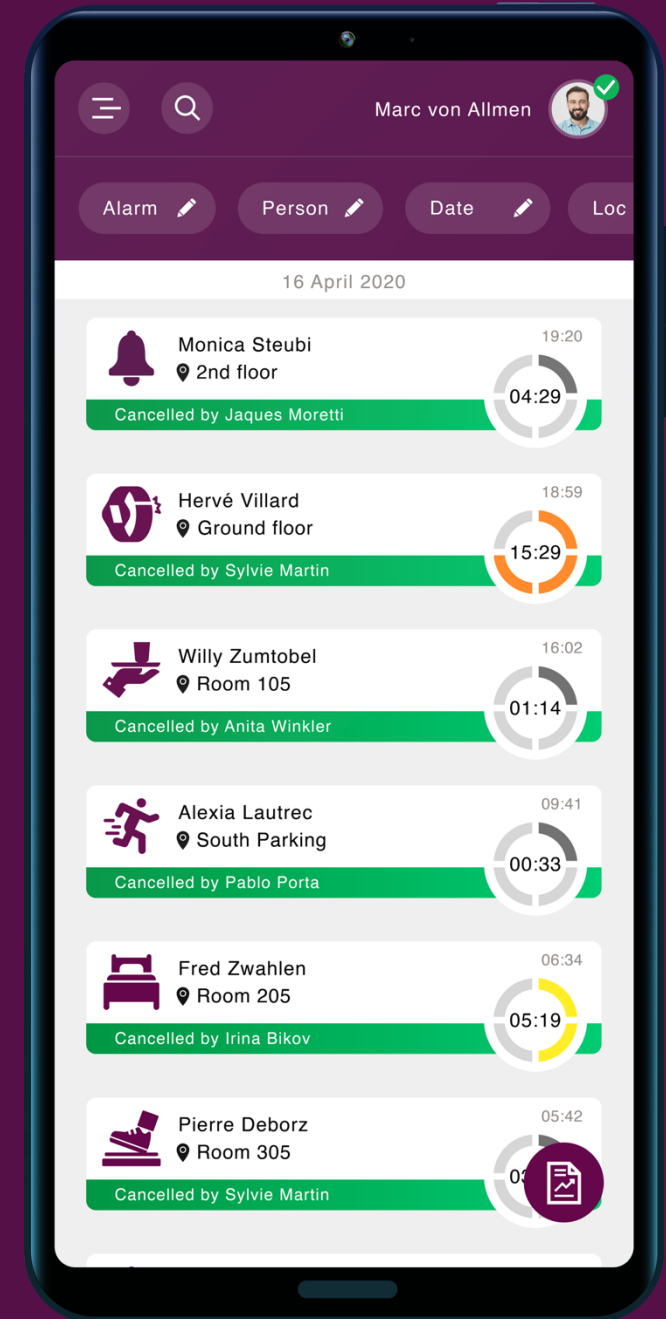 Marc von Allmen
Alarm
Person
Date
Loc
16 April 2020
19:20
Monica Steubi
2nd floor
04:29
Cancelled by Jaques Moretti
18:59
Hervé Villard
Ground floor
15:29
Cancelled by Sylvie Martin
16:02
Willy Zumtobel
Room 105
01:14
Cancelled by Anita Winkler
09:41
Alexia Lautrec
South Parking
00:33
Cancelled by Pablo Porta
06:34
Fred Zwahlen
Room 205
05:19
Cancelled by Irina Bikov
05:42
Pierre Deborz
Room 305
Cancelled by Sylvie Martin